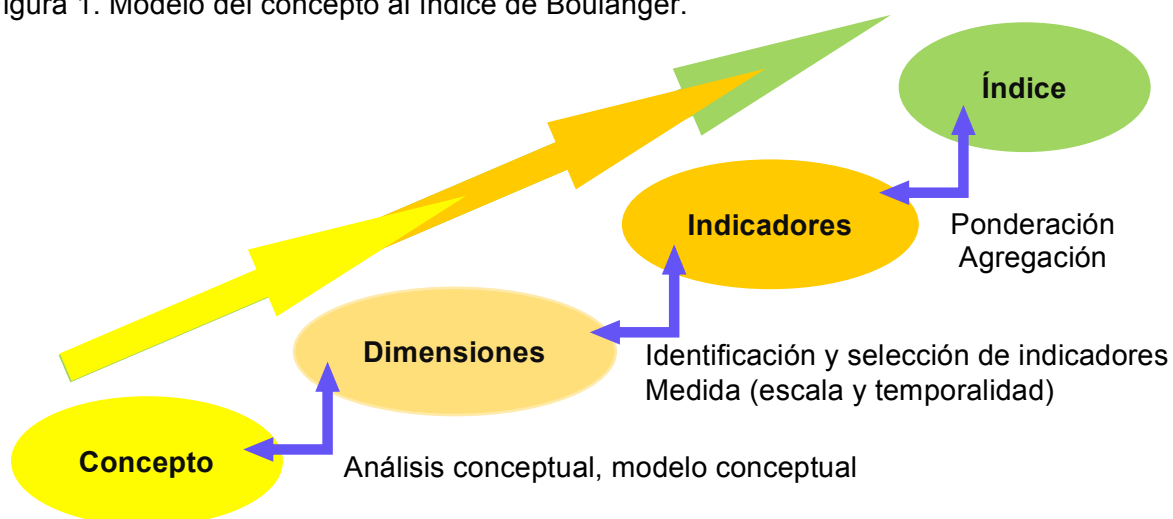 igura 1. Modelo del concepto al índice de Boulanger.
Índice
Indicadores
Ponderación
Agregación
Dimensiones
Identificación y selección de indicadores
Medida (escala y temporalidad)
Concepto
Análisis conceptual, modelo conceptual